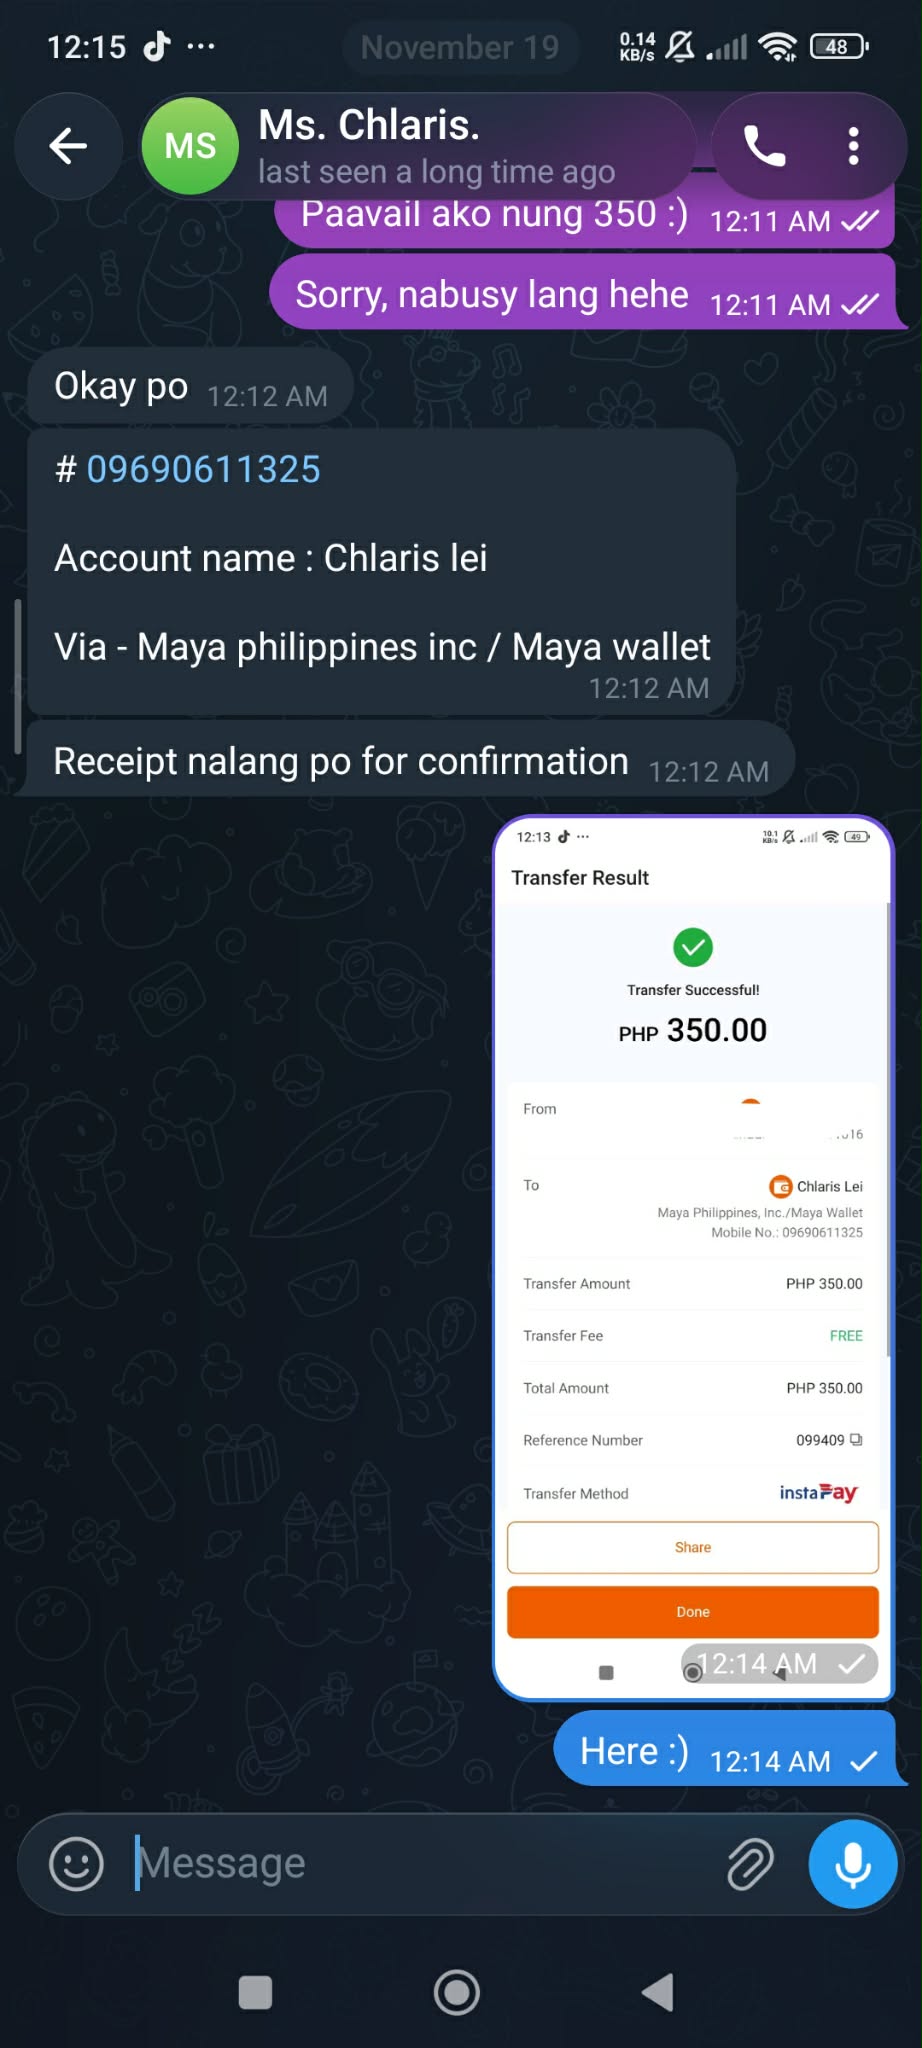 12:15
November 19
0.14 KB/s
48
MS
Ms. Chlaris.
last seen a long time ago
Paavail ako nung 350 :) 12:11 AM
Sorry, nabusy lang hehe 12:11 AM
Okay po 12:12 AM
# 09690611325
Account name : Chlaris lei
Via - Maya philippines inc / Maya wallet
12:12 AM
Receipt nalang po for confirmation 12:12 AM
12:13
10.1 KB/s
49
Transfer Result
Transfer Successful!
PHP 350.00
From
To Chlaris Lei
Maya Philippines, Inc./Maya Wallet
Mobile No.: 09690611325
Transfer Amount PHP 350.00
Transfer Fee FREE
Total Amount PHP 350.00
Reference Number 099409
Transfer Method instaPay
Share
Done
12:14 AM
Here :) 12:14 AM
Message